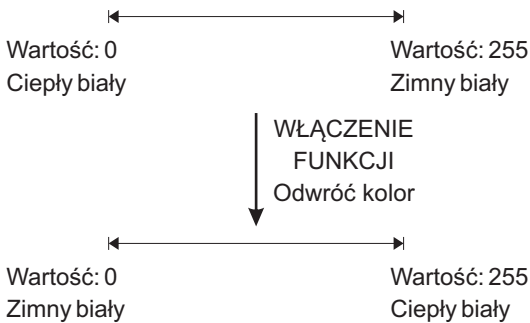 Wartość: 0
Wartość: 255
Ciepły biały
Zimny biały
WŁĄCZENIE
FUNKCJI
Odwróć kolor
Wartość: 0
Wartość: 255
Zimny biały
Ciepły biały